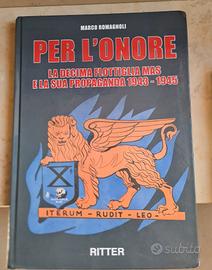 MARCO ROMAGNOLI
PER L'ONORE
LA DECIMA FLOTTIGLIA MAS
E LA SUA PROPAGANDA 1943 - 1945
X
ITERUM - RUDIT - LEO -
RITTER
subito